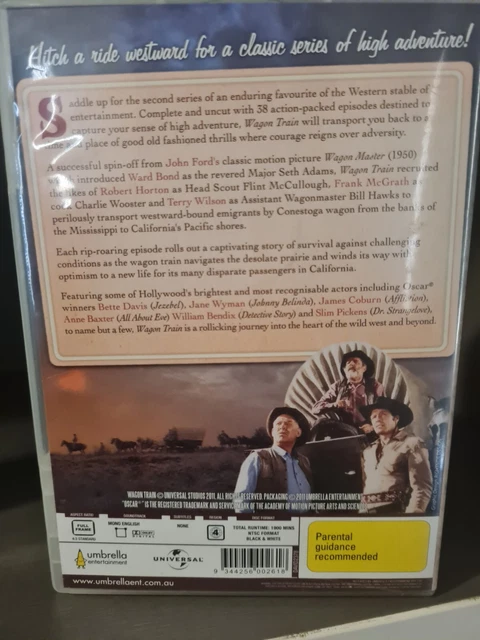 Hitch a ride westward for a classic series of high adventure!
Saddle up for the second series of an enduring favourite of the Western stable of
entertainment. Complete and uncut with 38 action-packed episodes destined to
capture your sense of high adventure, Wagon Train will transport you back to a
time and place of good old fashioned thrills where courage reigns over adversity.
A successful spin-off from John Ford's classic motion picture Wagon Master (1950)
which introduced Ward Bond as the revered Major Seth Adams, Wagon Train recruited
the likes of Robert Horton as Head Scout Flint McCullough, Frank McGrath as
cook Charlie Wooster and Terry Wilson as Assistant Wagonmaster Bill Hawks to
perilously transport westward-bound emigrants by Conestoga wagon from the banks of
the Mississippi to California's Pacific shores.
Each rip-roaring episode rolls out a captivating story of survival against challenging
conditions as the wagon train navigates the desolate prairie and winds its way with
optimism to a new life for its many disparate passengers in California.
Featuring some of Hollywood's brightest and most recognisable actors including Oscar®
winners Bette Davis (Jezebel), Jane Wyman (Johnny Belinda), James Coburn (Affliction),
Anne Baxter (All About Eve) William Bendix (Detective Story) and Slim Pickens (Dr. Strangelove),
to name but a few, Wagon Train is a rollicking journey into the heart of the wild west and beyond.
WAGON TRAIN © UNIVERSAL STUDIOS 2011. ALL RIGHTS RESERVED. PACKAGING © 2011 UMBRELLA ENTERTAINMENT
"OSCAR" IS THE REGISTERED TRADEMARK AND SERVICE MARK OF THE ACADEMY OF MOTION PICTURE ARTS AND SCIENCES
ASPECT RATIO SOUNDTRACK SUBTITLES REGION DISC FORMAT
FULL FRAME
4:3 STANDARD
MONO ENGLISH
NONE
4
NTSC FORMAT
BLACK & WHITE
Parental
guidance
recommended
umbrella
entertainment
UNIVERSAL
9 344256 002618
www.umbrellaent.com.au